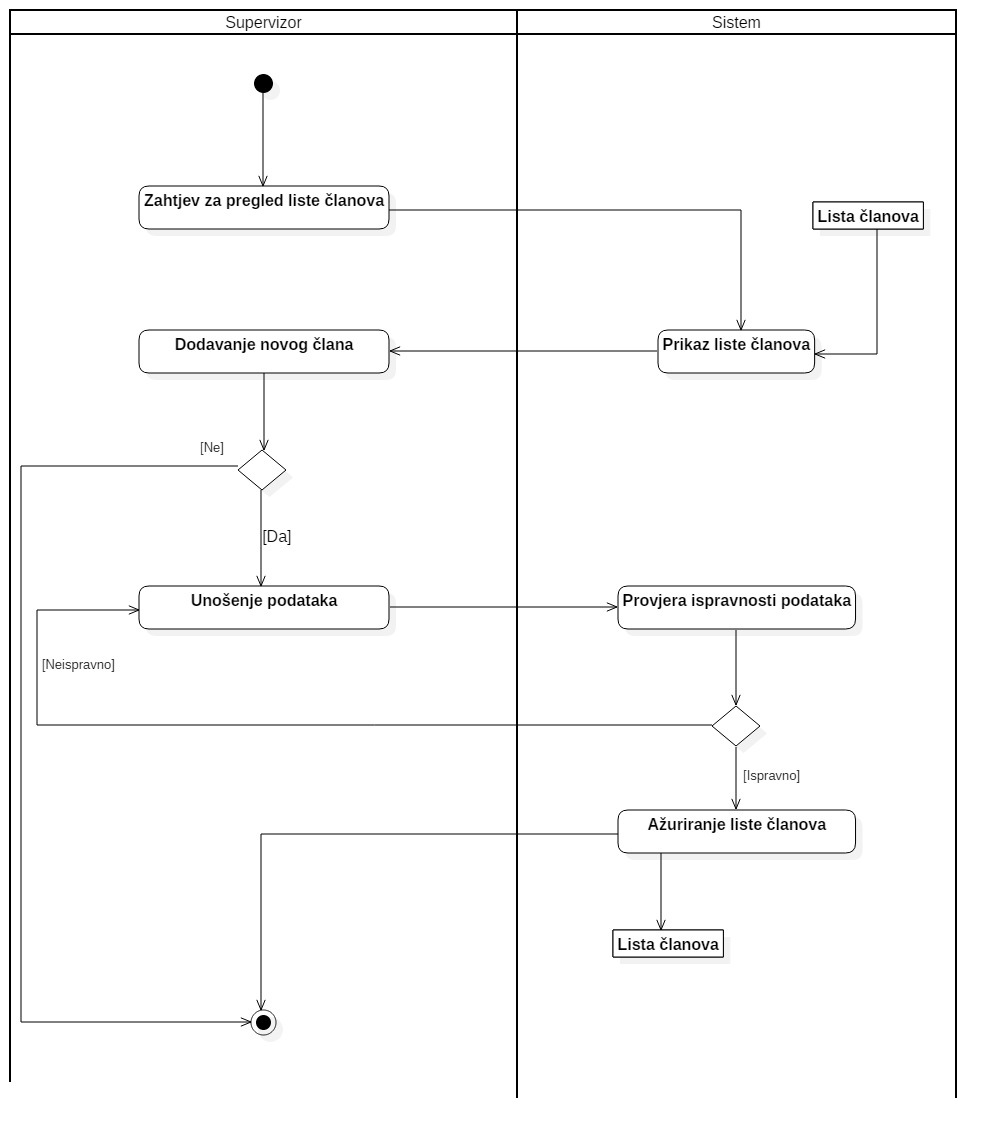 Supervizor
Sistem
Zahtjev za pregled liste članova
Lista članova
Dodavanje novog člana
Prikaz liste članova
[Ne]
[Da]
Unošenje podataka
Provjera ispravnosti podataka
[Neispravno]
[Ispravno]
Ažuriranje liste članova
Lista članova